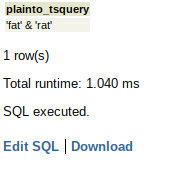 plainto_tsquery
'fat' & 'rat'
1 row(s)
Total runtime: 1.040 ms
SQL executed.
Edit SQL | Download